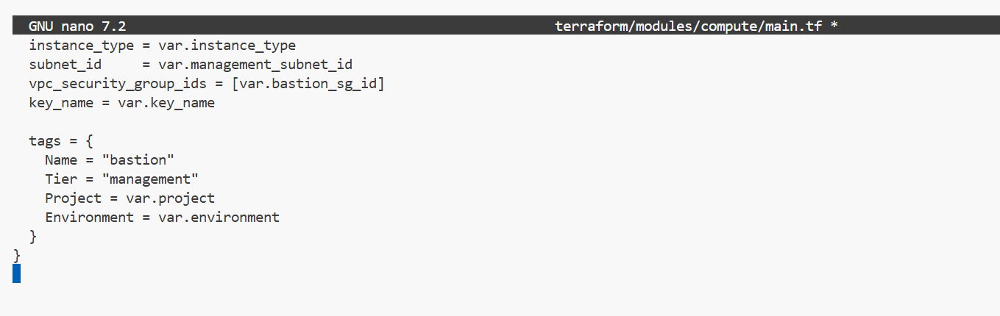 GNU nano 7.2 terraform/modules/compute/main.tf *
instance_type = var.instance_type
subnet_id     = var.management_subnet_id
vpc_security_group_ids = [var.bastion_sg_id]
key_name = var.key_name

tags = {
Name = "bastion"
Tier = "management"
Project = var.project
Environment = var.environment
}
}